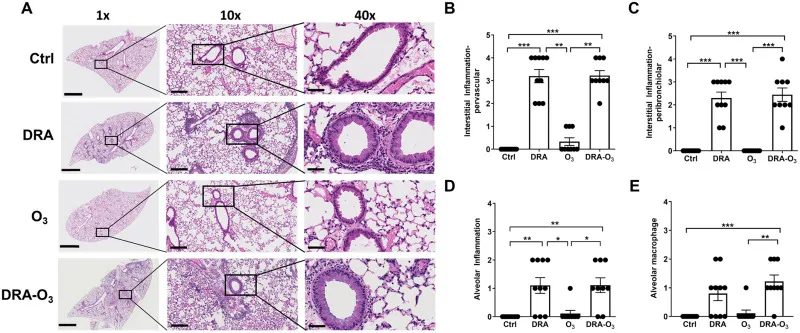 A
1x 10x 40x
Ctrl
DRA
O3
DRA-O3
B
Interstitial Inflammation-
pervascular
5
4
3
2
1
0
***
*** ** **
Ctrl DRA O3 DRA-O3
C
Interstitial Inflammation-
peribronchiolar
5
4
3
2
1
0
***
***
*** ***
Ctrl DRA O3 DRA-O3
D
Alveolar Inflammation
4
3
2
1
0
**
** * *
Ctrl DRA O3 DRA-O3
E
Alveolar macrophage
4
3
2
1
0
***
**
Ctrl DRA O3 DRA-O3